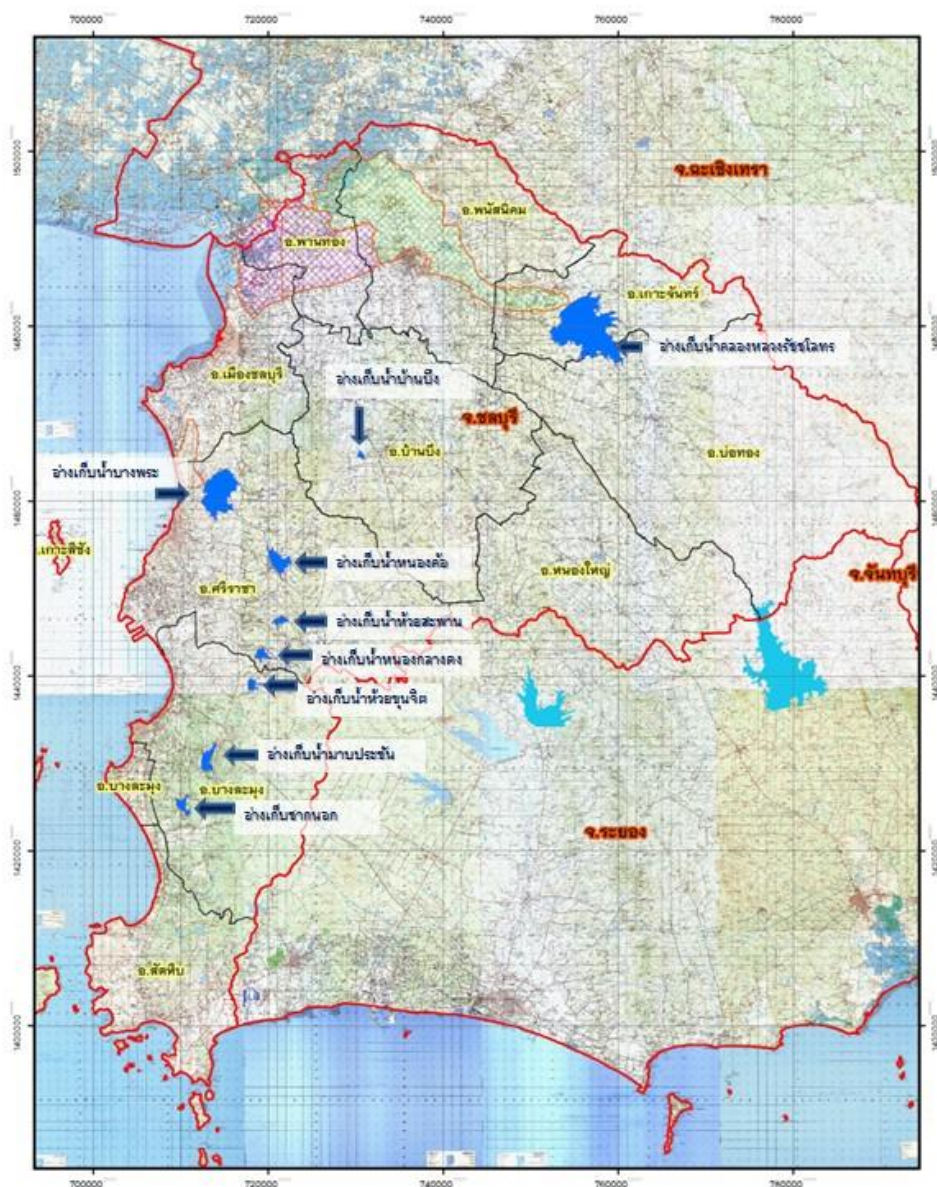 700000 720000 740000 760000 780000
1500000 1500000
จ.ฉะเชิงเทรา
อ.พนัสนิคม
อ.พานทอง
อ.เกาะจันทร์
1480000 1480000
อ่างเก็บน้ำคลองหลวงรัชชโลทร
อ.เมืองชลบุรี
อ่างเก็บน้ำบ้านบึง
จ.ชลบุรี
อ.บ้านบึง
อ.บ่อทอง
อ่างเก็บน้ำบางพระ
1460000 1460000
.เกาะสีชัง
อ่างเก็บน้ำหนองค้อ
อ.หนองใหญ่
จ.จันทบุรี
อ.ศรีราชา
อ่างเก็บน้ำห้วยสะพาน
อ่างเก็บน้ำหนองกลางดง
1440000 1440000
อ่างเก็บน้ำห้วยขุนจิต
อ่างเก็บน้ำมาบประชัน
อ.บางละมุง อ.บางละมุง
อ่างเก็บซากนอก
จ.ระยอง
1420000 1420000
อ.สัตหีบ
1400000 1400000
700000 720000 740000 760000 780000